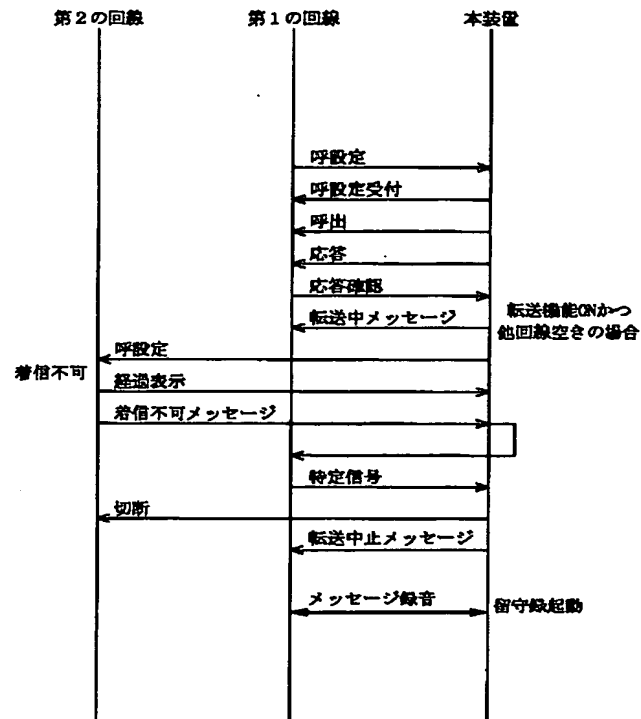 第2の回線
第1の回線
本装置
呼設定
呼設定受付
呼出
応答
応答確認
転送中メッセージ
転送機能ONかつ
他回線空きの場合
呼設定
着信不可
経過表示
着信不可メッセージ
特定信号
切断
転送中止メッセージ
メッセージ録音
留守録起動